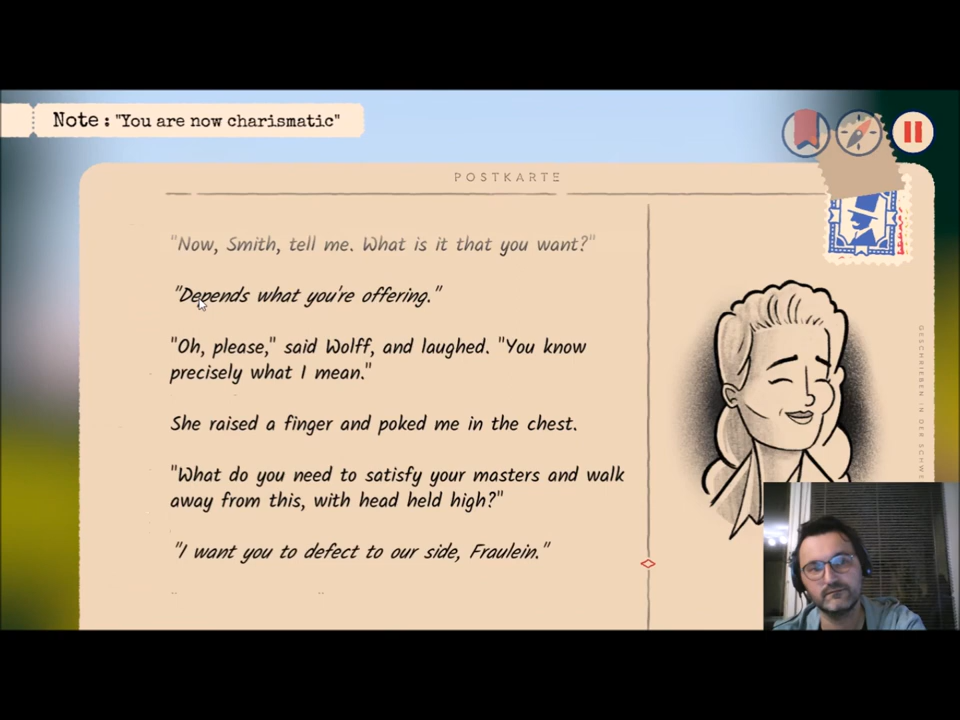 Note : "You are now charismatic"
POSTKARTE
"Now, Smith, tell me. What is it that you want?"
"Depends what you're offering."
"Oh, please," said Wolff, and laughed. "You know
precisely what I mean."
She raised a finger and poked me in the chest.
"What do you need to satisfy your masters and walk
away from this, with head held high?"
"I want you to defect to our side, Fraulein."
GESCHRIEBEN IN DER